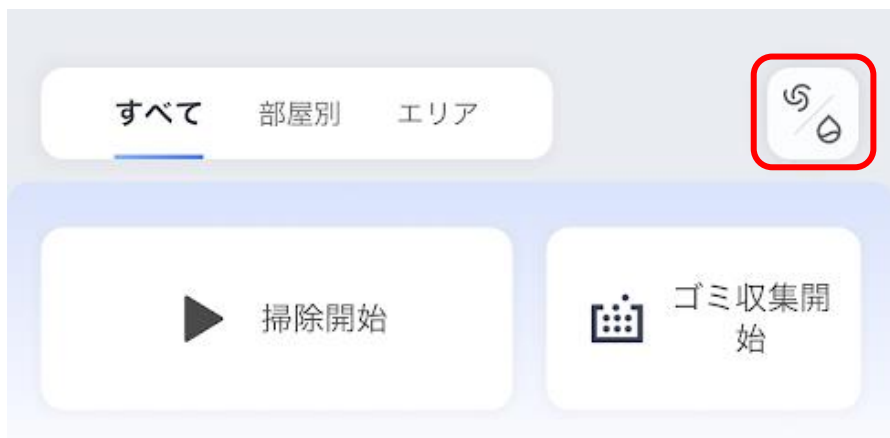 すべて 部屋別 エリア
掃除開始
ゴミ収集開
始